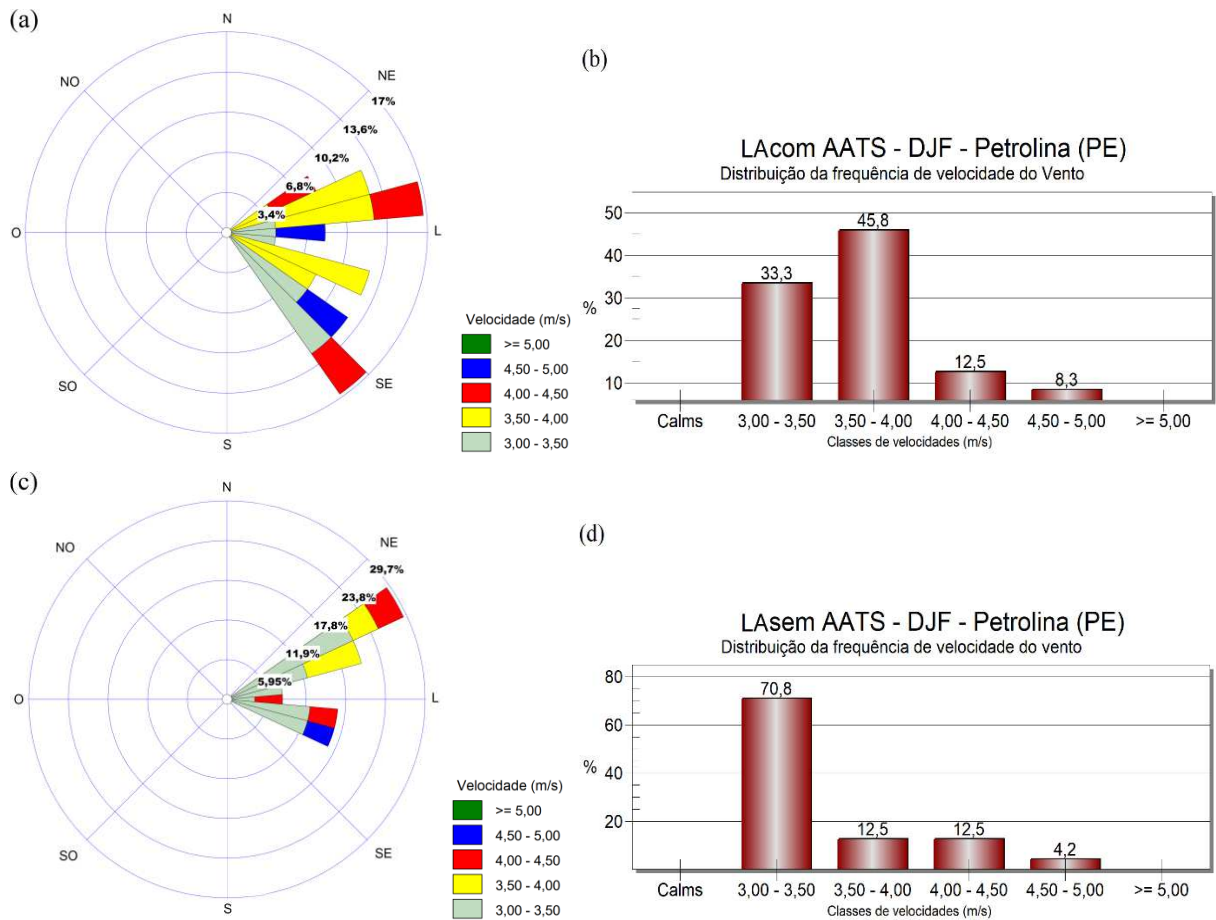 (a)
N
NO
NE
17%
13,6%
10,2%
6,8%
3,4%
O
L
SO
SE
S
Velocidade (m/s)
>= 5,00
4,50 - 5,00
4,00 - 4,50
3,50 - 4,00
3,00 - 3,50
(b)
LAcom AATS - DJF - Petrolina (PE)
Distribuição da frequência de velocidade do Vento
50
40
30
20
10
%
33,3
45,8
12,5
8,3
Calms 3,00 - 3,50 3,50 - 4,00 4,00 - 4,50 4,50 - 5,00 >= 5,00
Classes de velocidades (m/s)
(c)
N
NO
NE
29,7%
23,8%
17,8%
11,9%
5,95%
O
L
SO
SE
S
Velocidade (m/s)
>= 5,00
4,50 - 5,00
4,00 - 4,50
3,50 - 4,00
3,00 - 3,50
(d)
LAsem AATS - DJF - Petrolina (PE)
Distribuição da frequência de velocidade do vento
80
60
40
20
%
70,8
12,5
12,5
4,2
Calms 3,00 - 3,50 3,50 - 4,00 4,00 - 4,50 4,50 - 5,00 >= 5,00
Classes de velocidades (m/s)